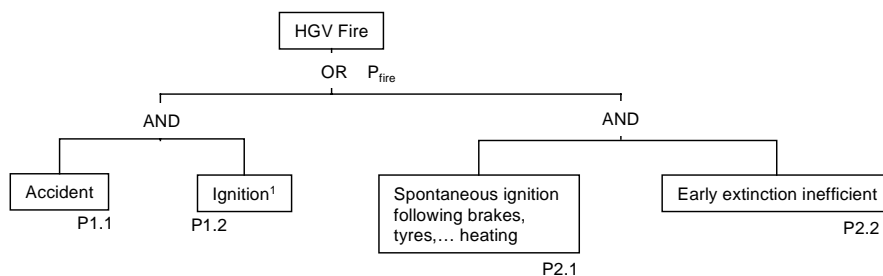 HGV Fire
OR P_fire
AND
AND
Accident
Ignition¹
Spontaneous ignition
following brakes,
tyres,… heating
Early extinction inefficient
P1.1
P1.2
P2.1
P2.2